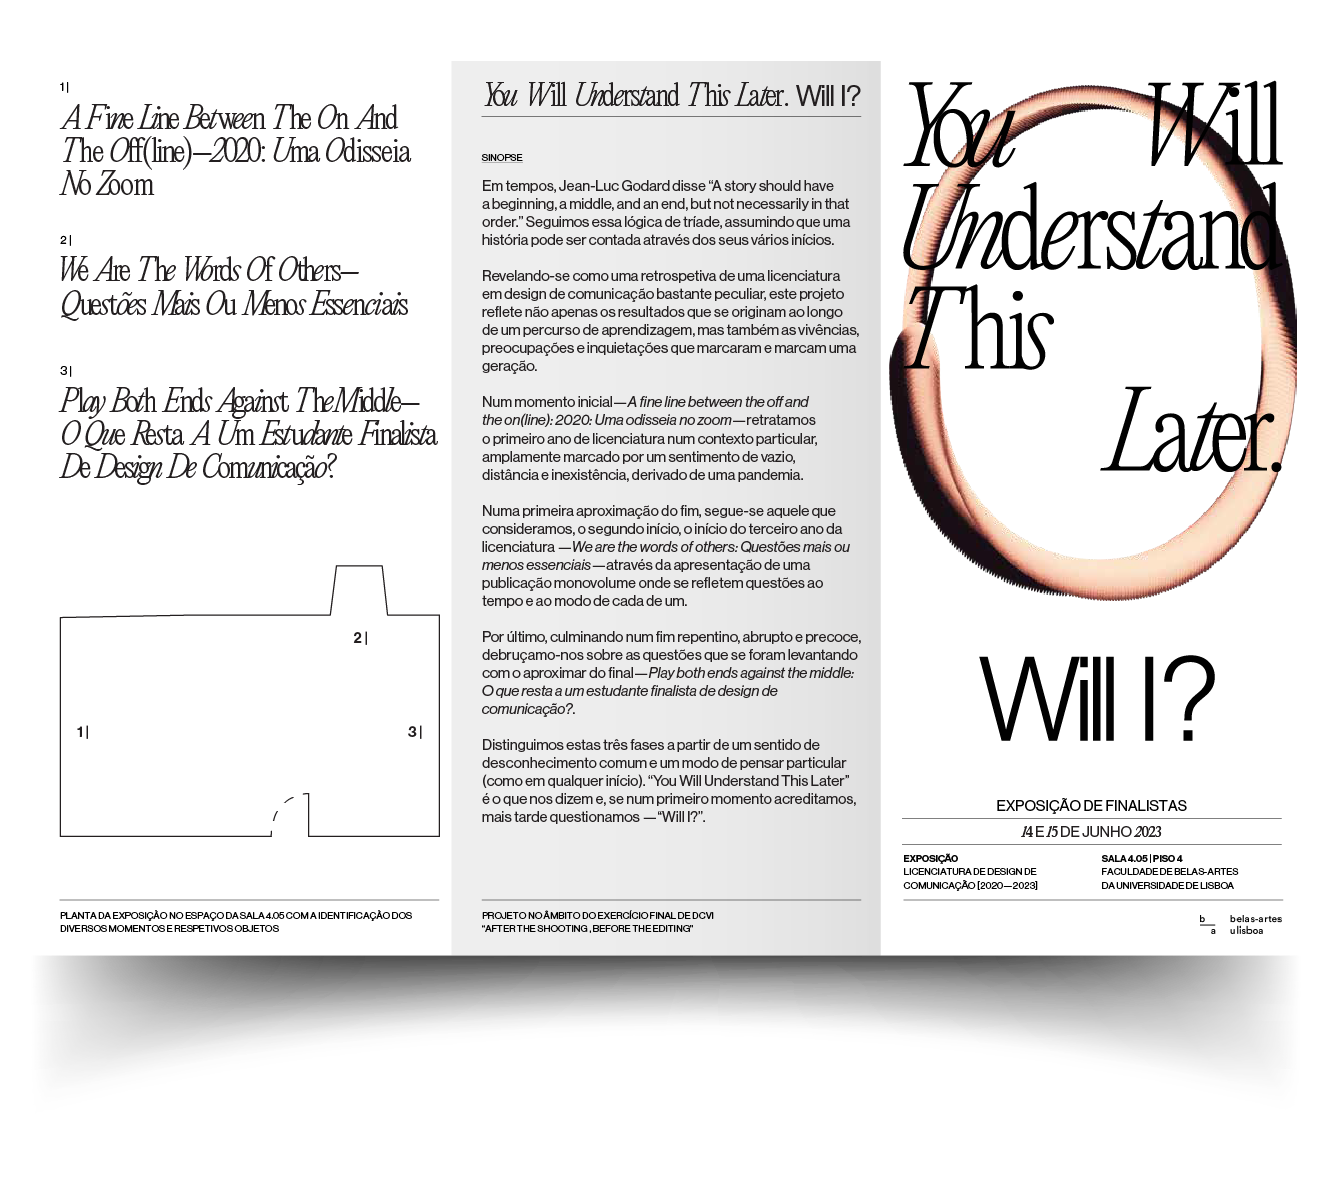 1|
A Fine Line Between The On And
The Off(line)—2020: Uma Odisseia
No Zoom
2|
We Are The Words Of Others—
Questões Mais Ou Menos Essenciais
3|
Play Both Ends Against TheMiddle—
O Que Resta A Um Estudante Finalista
De Design De Comunicação?
2|
1|
3|
PLANTA DA EXPOSIÇÃO NO ESPAÇO DA SALA 4.05 COM A IDENTIFICAÇÃO DOS
DIVERSOS MOMENTOS E RESPETIVOS OBJETOS
You Will Understand This Later. Will I?
SINOPSE
Em tempos, Jean-Luc Godard disse “A story should have
a beginning, a middle, and an end, but not necessarily in that
order.” Seguimos essa lógica de tríade, assumindo que uma
história pode ser contada através dos seus vários inícios.
Revelando-se como uma retrospetiva de uma licenciatura
em design de comunicação bastante peculiar, este projeto
reflete não apenas os resultados que se originam ao longo
de um percurso de aprendizagem, mas também as vivências,
preocupações e inquietações que marcaram e marcam uma
geração.
Num momento inicial—A fine line between the off and
the on(line): 2020: Uma odisseia no zoom—retratamos
o primeiro ano de licenciatura num contexto particular,
amplamente marcado por um sentimento de vazio,
distância e inexistência, derivado de uma pandemia.
Numa primeira aproximação do fim, segue-se aquele que
consideramos, o segundo início, o início do terceiro ano da
licenciatura —We are the words of others: Questões mais ou
menos essenciais—através da apresentação de uma
publicação monovolume onde se refletem questões ao
tempo e ao modo de cada de um.
Por último, culminando num fim repentino, abrupto e precoce,
debruçamo-nos sobre as questões que se foram levantando
com o aproximar do final—Play both ends against the middle:
O que resta a um estudante finalista de design de
comunicação?.
Distinguimos estas três fases a partir de um sentido de
desconhecimento comum e um modo de pensar particular
(como em qualquer início). “You Will Understand This Later”
é o que nos dizem e, se num primeiro momento acreditamos,
mais tarde questionamos —“Will I?”.
PROJETO NO ÂMBITO DO EXERCÍCIO FINAL DE DCVI
"AFTER THE SHOOTING , BEFORE THE EDITING"
You Will
Understand
This
Later.
Will I?
EXPOSIÇÃO DE FINALISTAS
14 E 15 DE JUNHO 2023
EXPOSIÇÃO
LICENCIATURA DE DESIGN DE
COMUNICAÇÃO [2020—2023]
SALA 4.05 | PISO 4
FACULDADE DE BELAS-ARTES
DA UNIVERSIDADE DE LISBOA
b
a
belas-artes
ulisboa